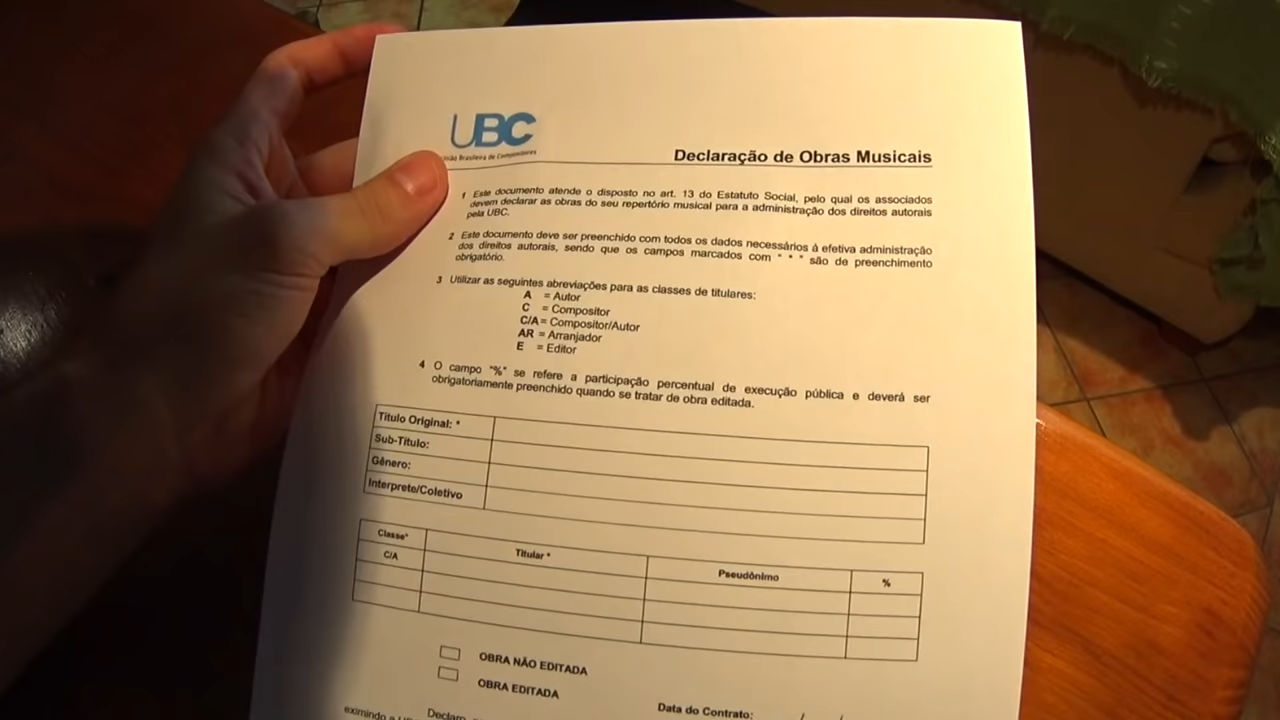 UBC
União Brasileira de Compositores
Declaração de Obras Musicais
1 Este documento atende o disposto no art. 13 do Estatuto Social, pelo qual os associados
devem declarar as obras do seu repertório musical para a administração dos direitos autorais
pela UBC.
2 Este documento deve ser preenchido com todos os dados necessários á efetiva administração
dos direitos autorais, sendo que os campos marcados com " * " são de preenchimento
obrigatório.
3 Utilizar as seguintes abreviações para as classes de titulares:
A = Autor
C = Compositor
C/A = Compositor/Autor
AR = Arranjador
E = Editor
4 O campo "%" se refere a participação percentual de execução pública e deverá ser
obrigatoriamente preenchido quando se tratar de obra editada.
Título Original: *
Sub-Título:
Gênero:
Interprete/Coletivo
Classe* Titular * Pseudônimo %
C/A
OBRA NÃO EDITADA
OBRA EDITADA
Data do Contrato: / /
eximindo a